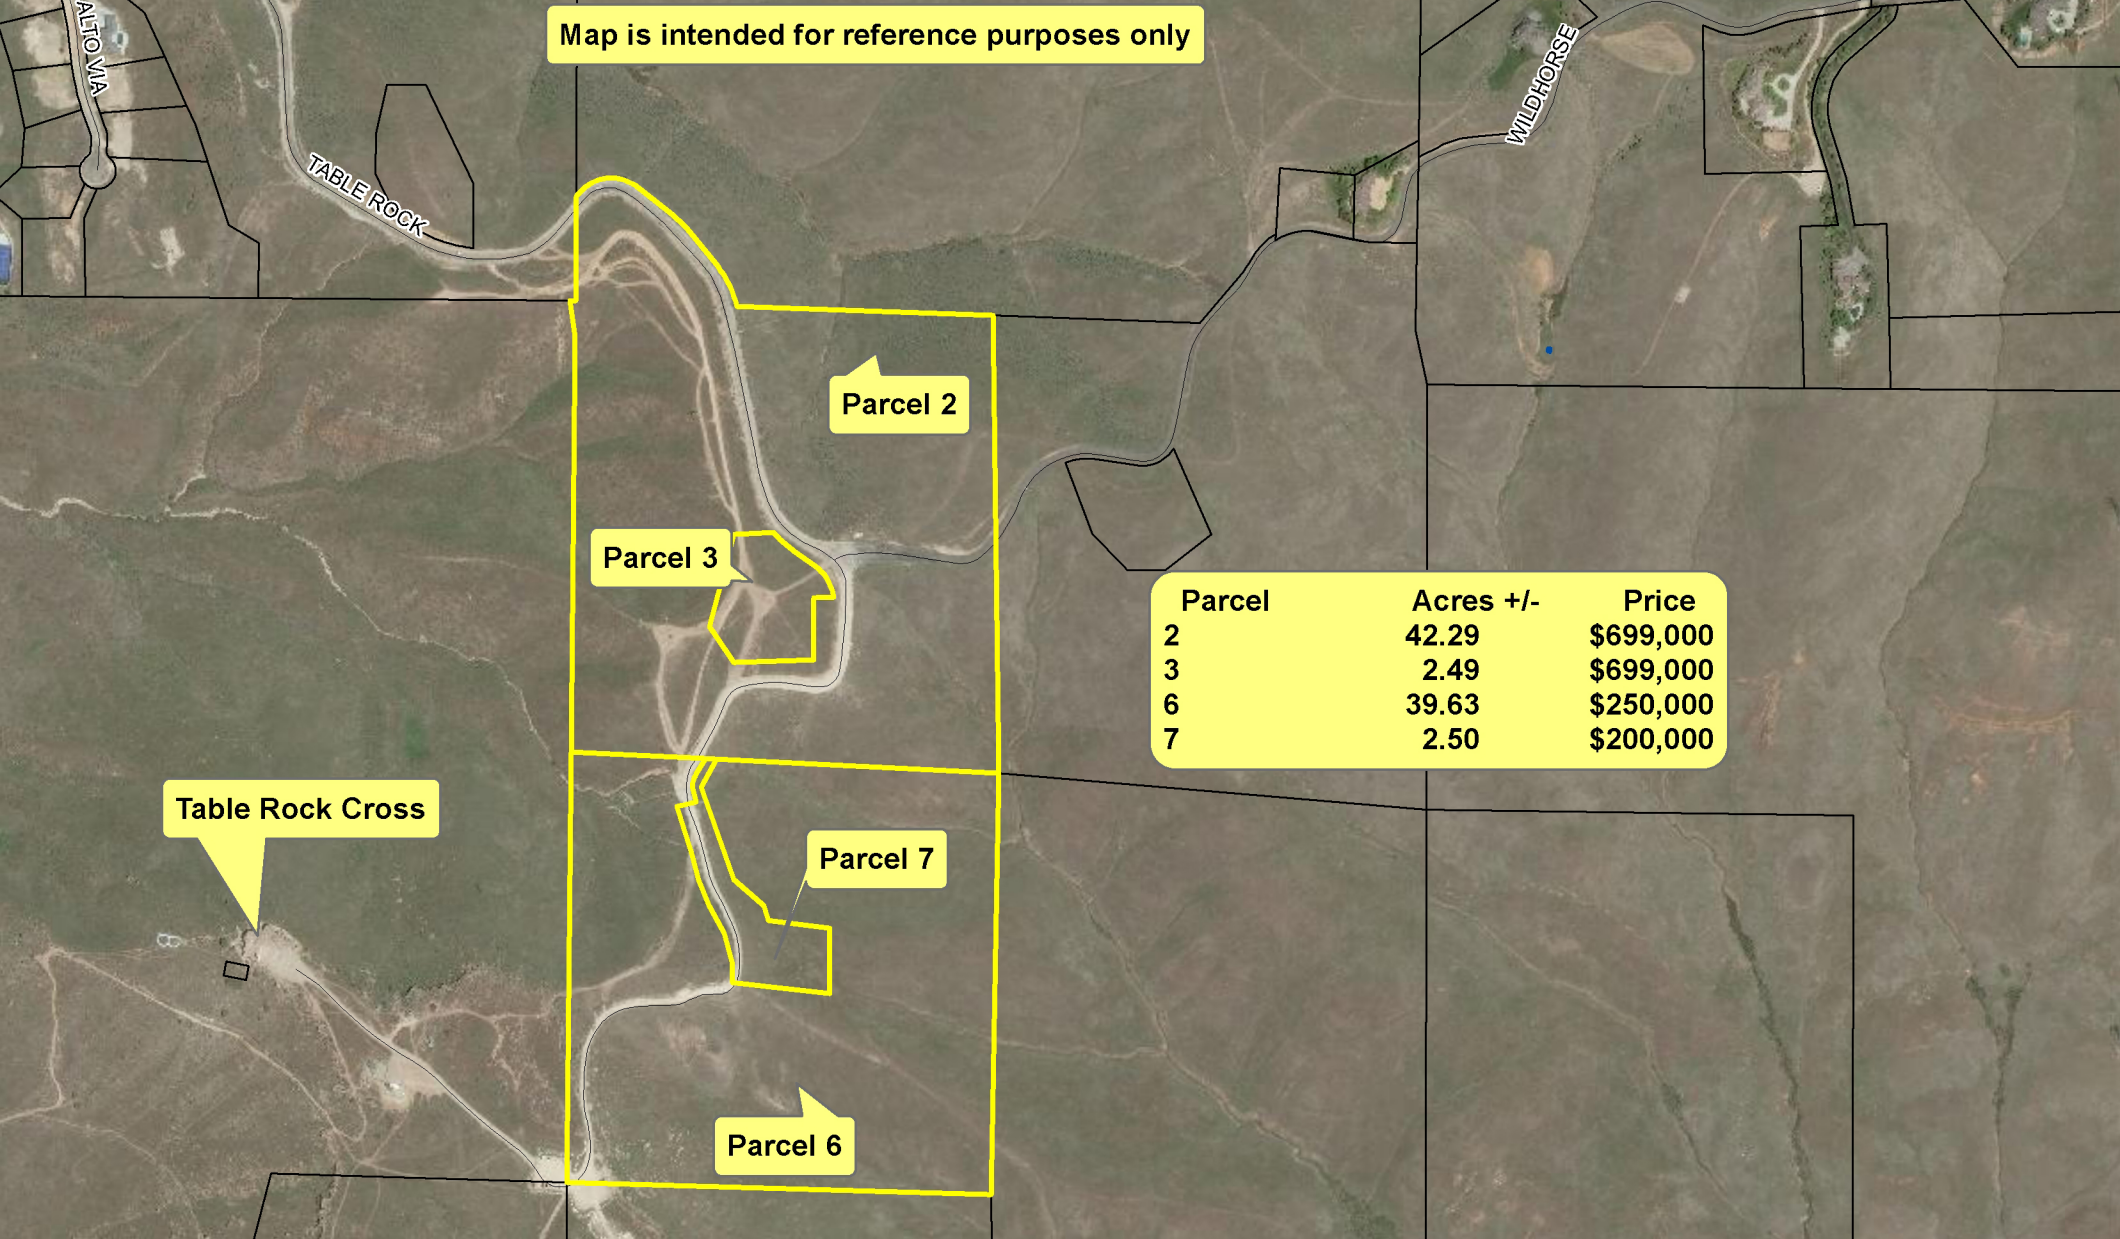 Map is intended for reference purposes only
ALTO VIA
WILDHORSE
TABLE ROCK
Parcel 2
Parcel 3
Parcel Acres +/- Price
2 42.29 $699,000
3 2.49 $699,000
6 39.63 $250,000
7 2.50 $200,000
Table Rock Cross
Parcel 7
Parcel 6